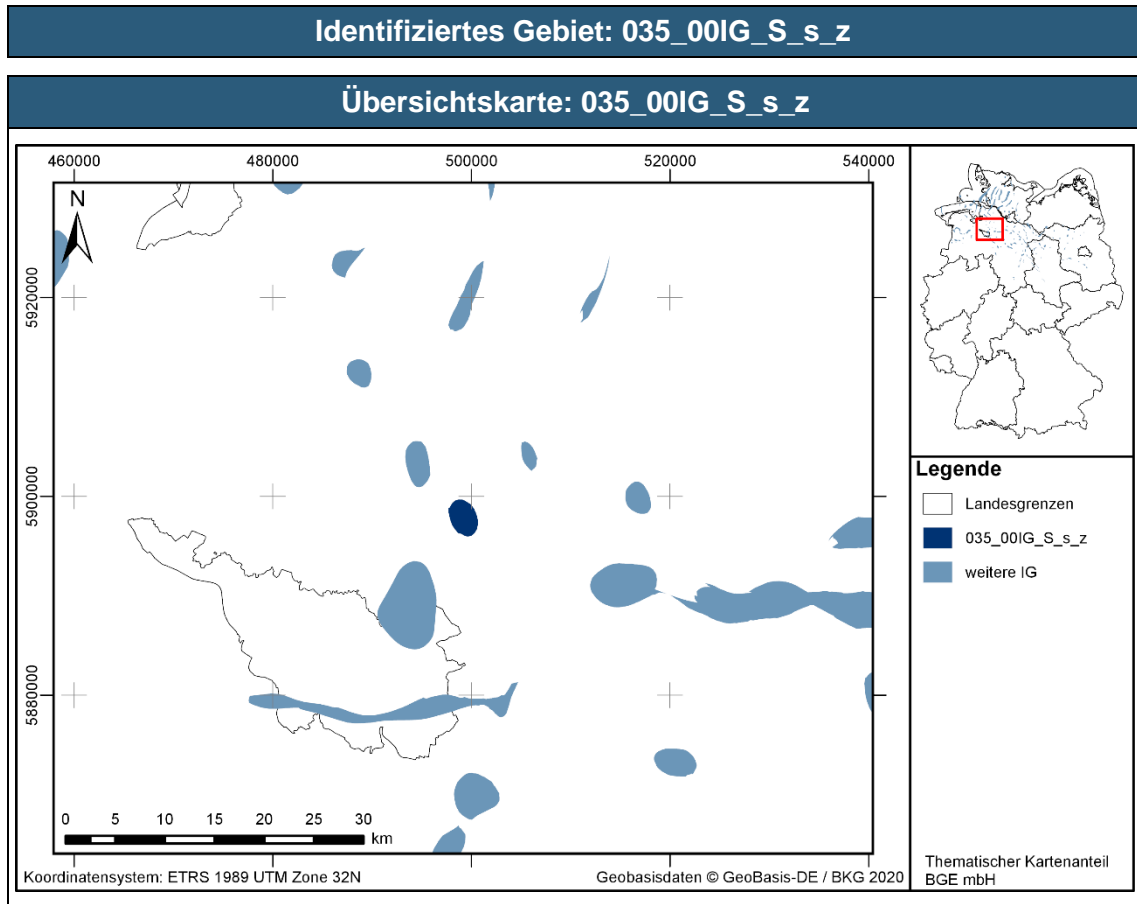 Identifiziertes Gebiet: 035_00IG_S_s_z
Übersichtskarte: 035_00IG_S_s_z
460000 480000 500000 520000 540000
N
5920000
5900000
5880000
0 5 10 15 20 25 30
km
Koordinatensystem: ETRS 1989 UTM Zone 32N
Geobasisdaten © GeoBasis-DE / BKG 2020
Legende
Landesgrenzen
035_00IG_S_s_z
weitere IG
Thematischer Kartenanteil
BGE mbH